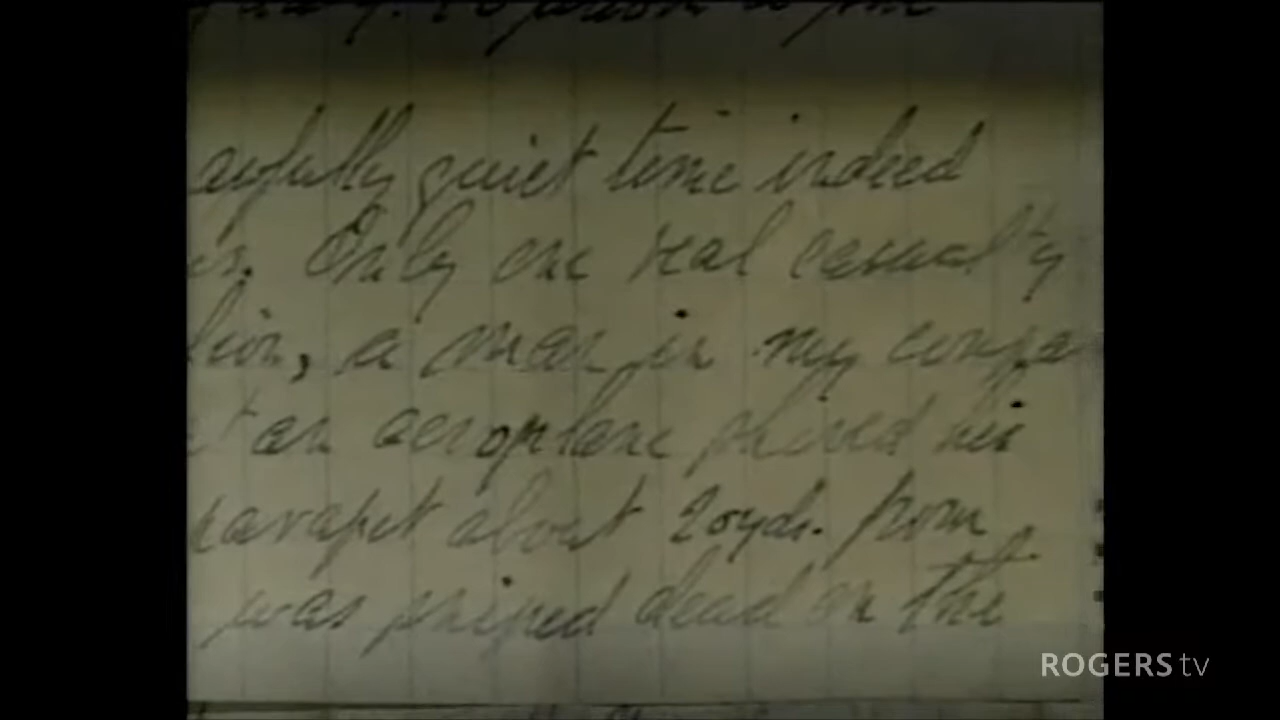 awfully quiet time indeed
Only one real casualty
a man in my compa
an aeroplane his
parapet about 20yds. from
was sniped dead on the
ROGERS tv